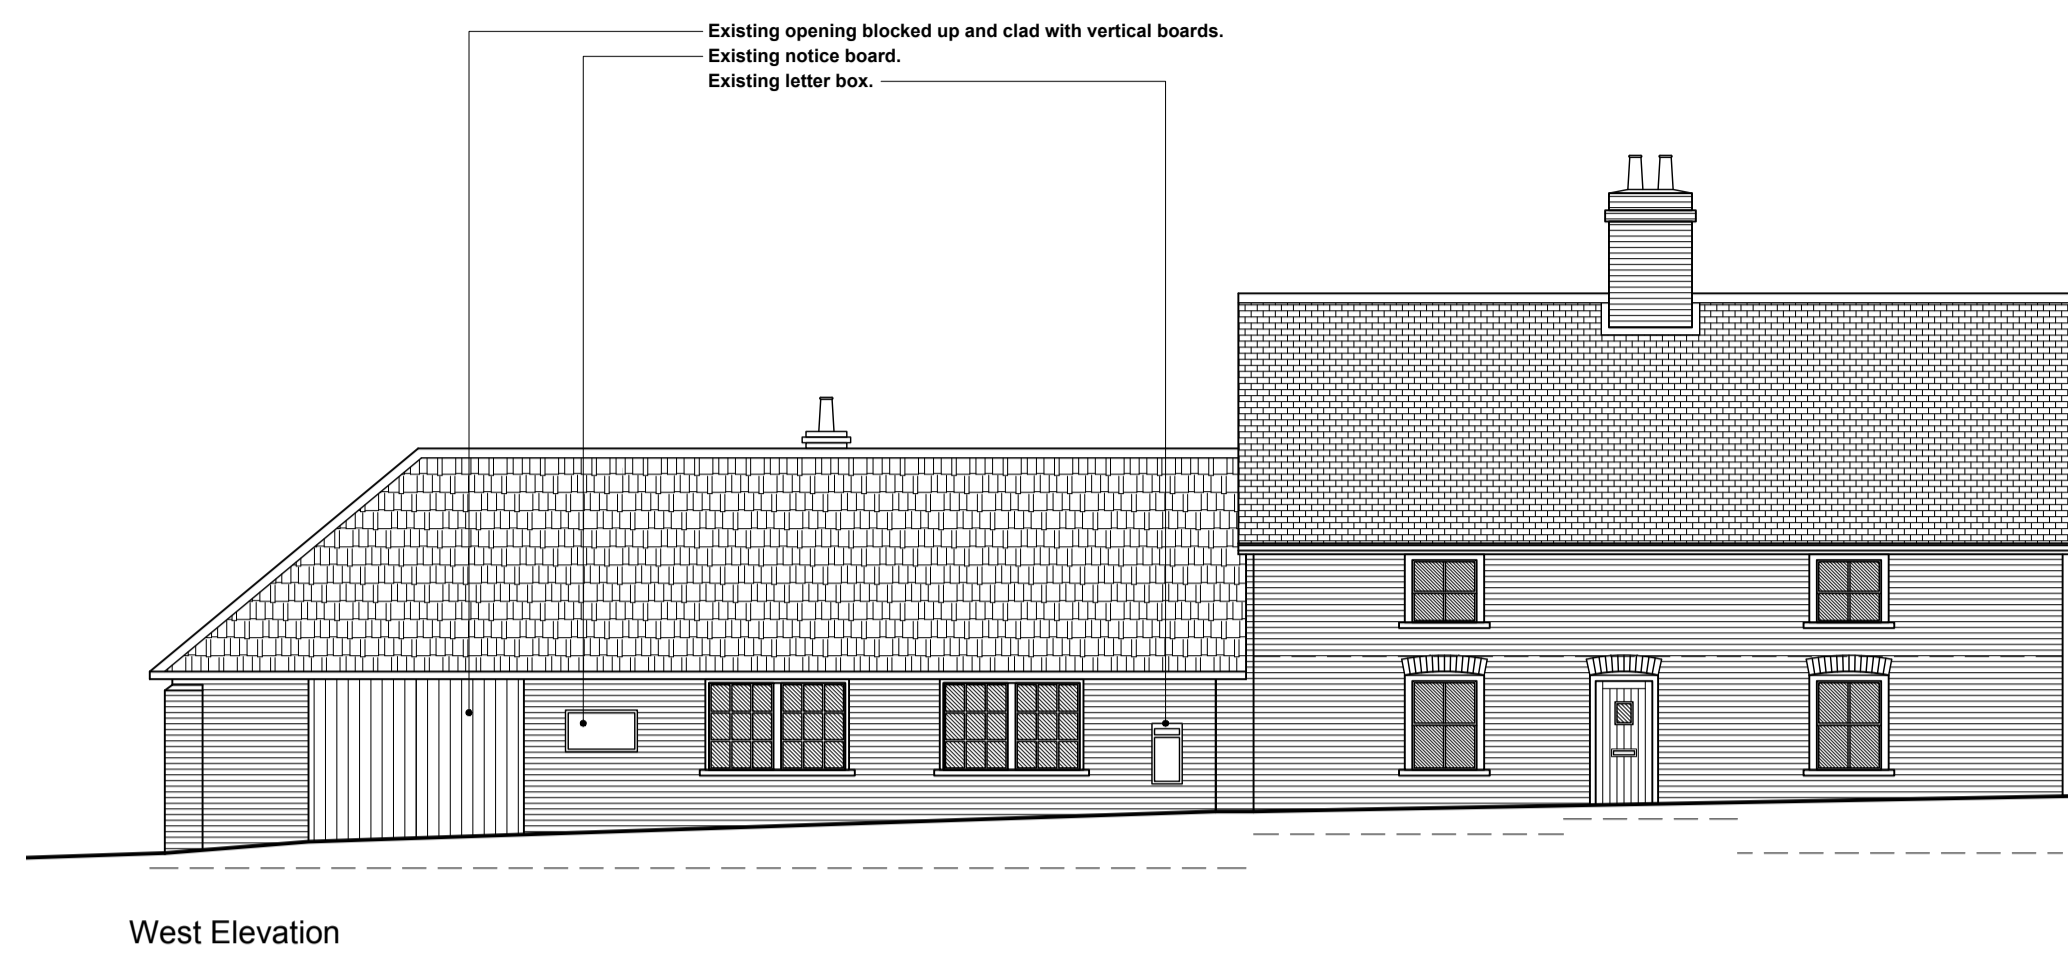 Existing opening blocked up and clad with vertical boards.
Existing notice board.
Existing letter box.
West Elevation